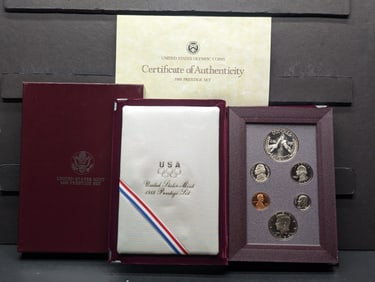 UNITED STATES OLYMPIC COINS
Certificate of Authenticity
1988 PRESTIGE SET
UNITED STATES MINT
1988 PRESTIGE SET
USA
United States Mint
1988 Prestige Set